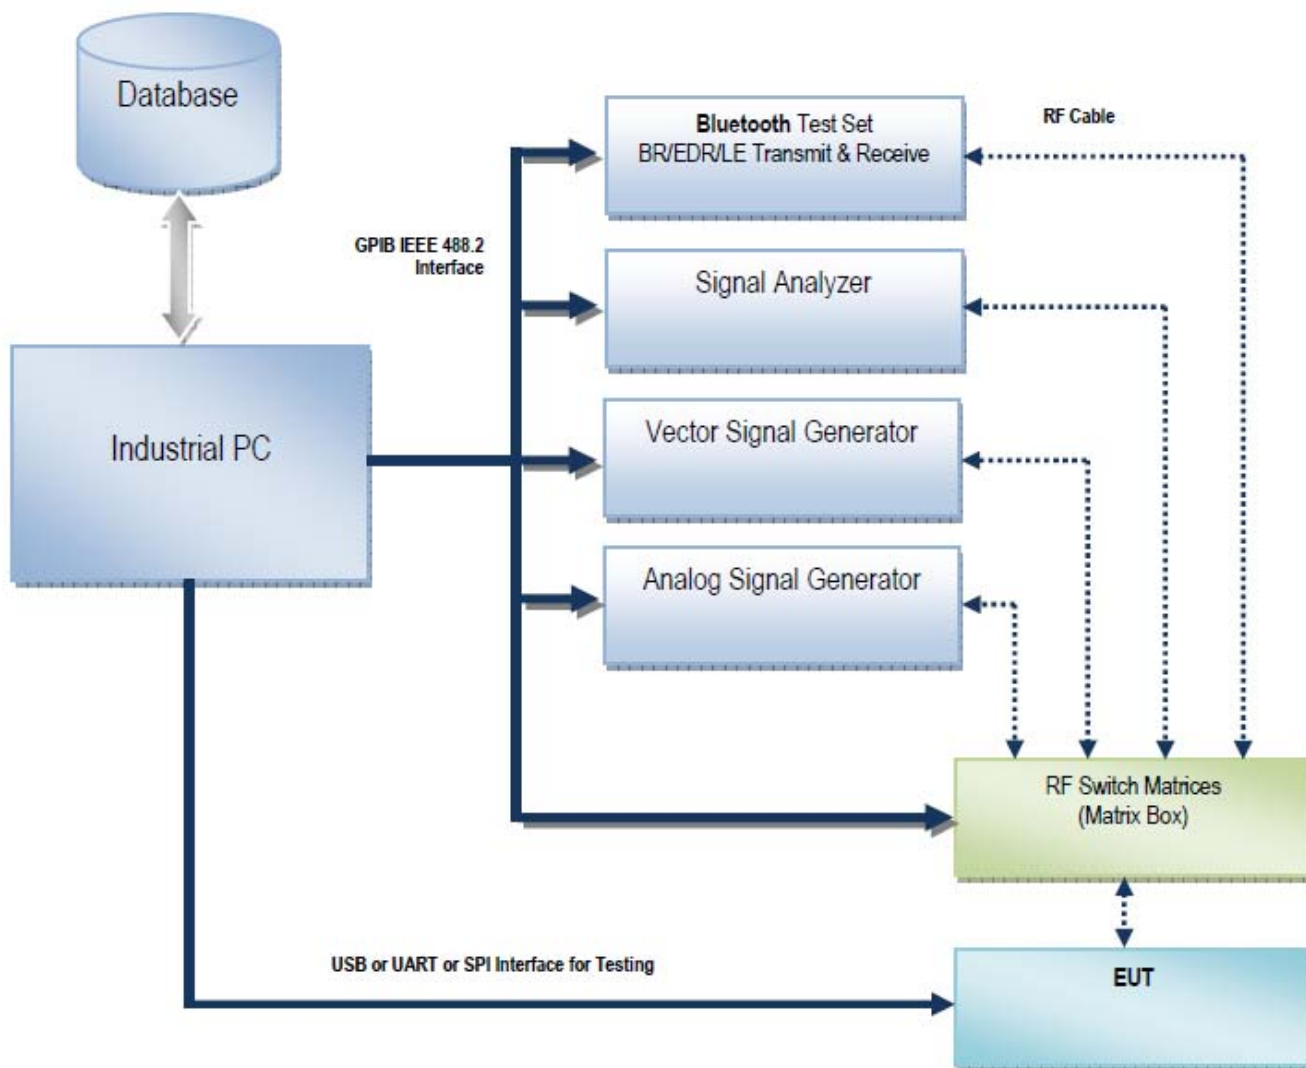 Database
Bluetooth Test Set
BR/EDR/LE Transmit & Receive
RF Cable
GPIB IEEE 488.2
Interface
Signal Analyzer
Industrial PC
Vector Signal Generator
Analog Signal Generator
RF Switch Matrices
(Matrix Box)
USB or UART or SPI Interface for Testing
EUT